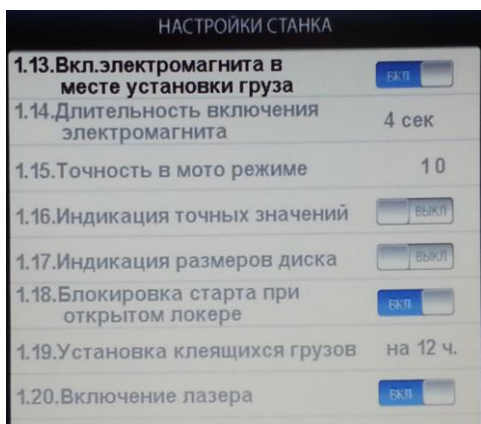 НАСТРОЙКИ СТАНКА
1.13.Вкл.электромагнита в
месте установки груза
ВКЛ
1.14.Длительность включения
электромагнита
4 сек
1.15.Точность в мото режиме
10
1.16.Индикация точных значений
ВЫКЛ
1.17.Индикация размеров диска
ВЫКЛ
1.18.Блокировка старта при
открытом локере
ВКЛ
1.19.Установка клеящихся грузов
на 12 ч.
1.20.Включение лазера
ВКЛ